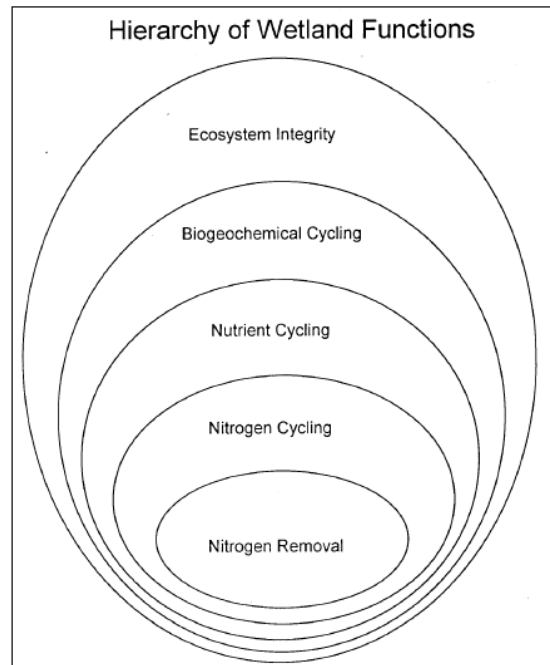 Hierarchy of Wetland Functions
Ecosystem Integrity
Biogeochemical Cycling
Nutrient Cycling
Nitrogen Cycling
Nitrogen Removal